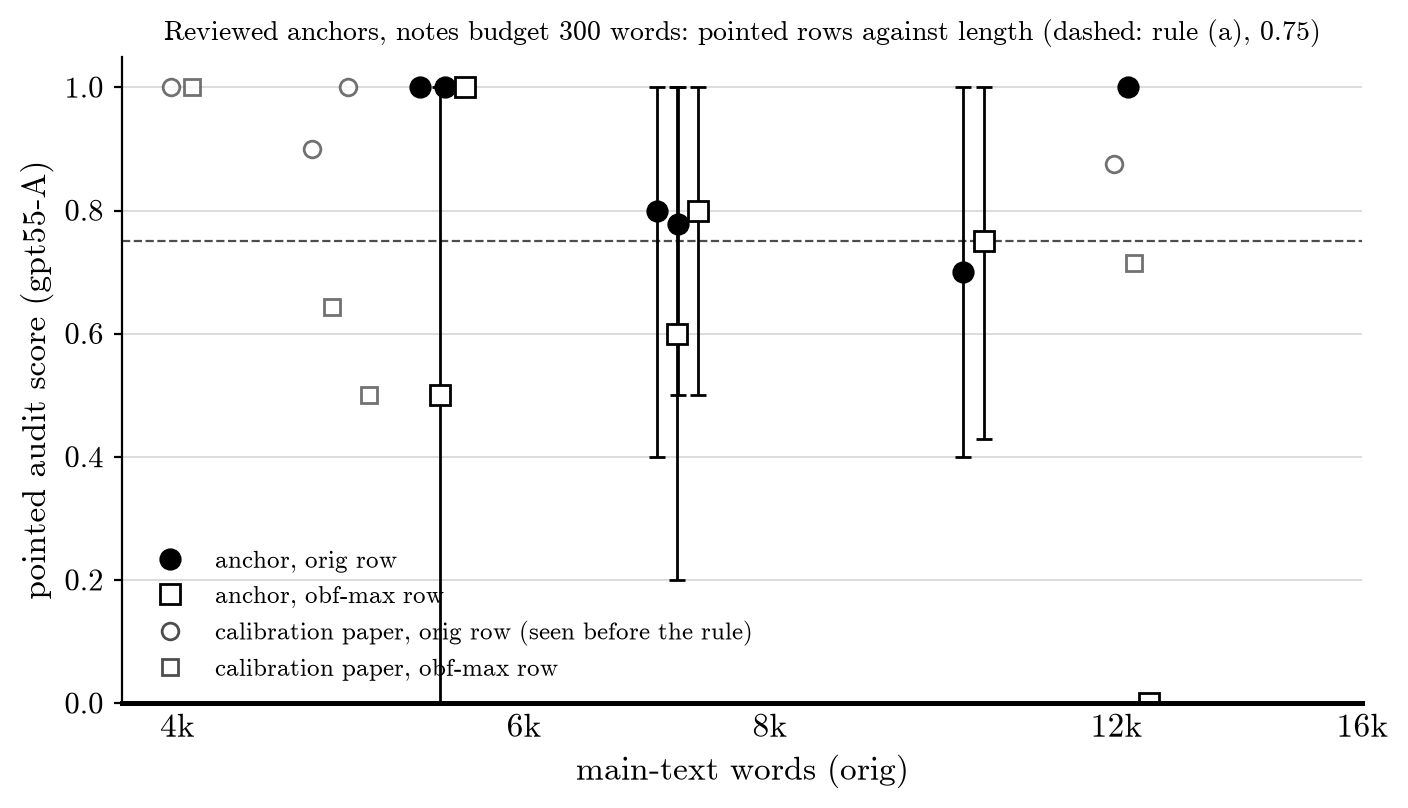 Reviewed anchors, notes budget 300 words: pointed rows against length (dashed: rule (a), 0.75)
pointed audit score (gpt55-A)
1.0
0.8
0.6
0.4
0.2
0.0
anchor, orig row
anchor, obf-max row
calibration paper, orig row (seen before the rule)
calibration paper, obf-max row
4k 6k 8k 12k 16k
main-text words (orig)